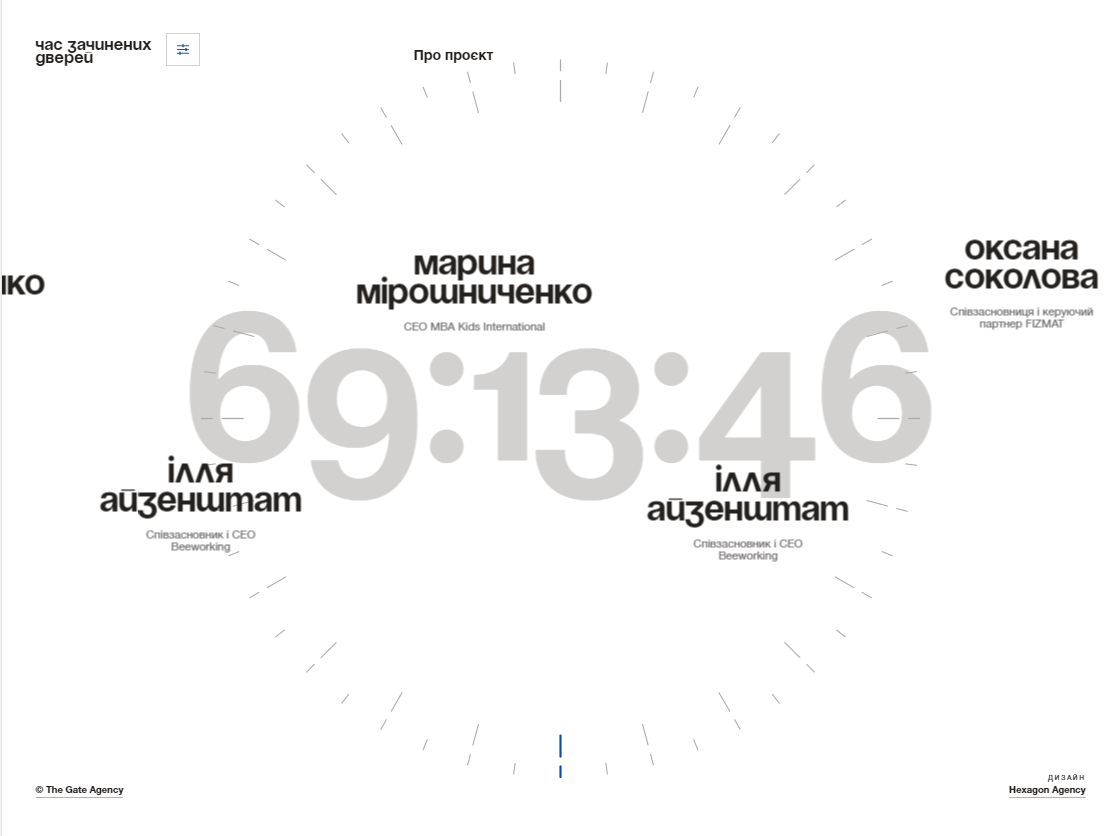 час зачинених
дверей
Про проєкт
марина
мірошниченко
CEO MBA Kids International
оксана
соколова
Співзасновниця і керуючий
партнер FIZMAT
нко
69:13:46
ілля
айзенштат
Співзасновник і CEO
Beeworking
ілля
айзенштат
Співзасновник і CEO
Beeworking
© The Gate Agency
ДИЗАЙН
Hexagon Agency